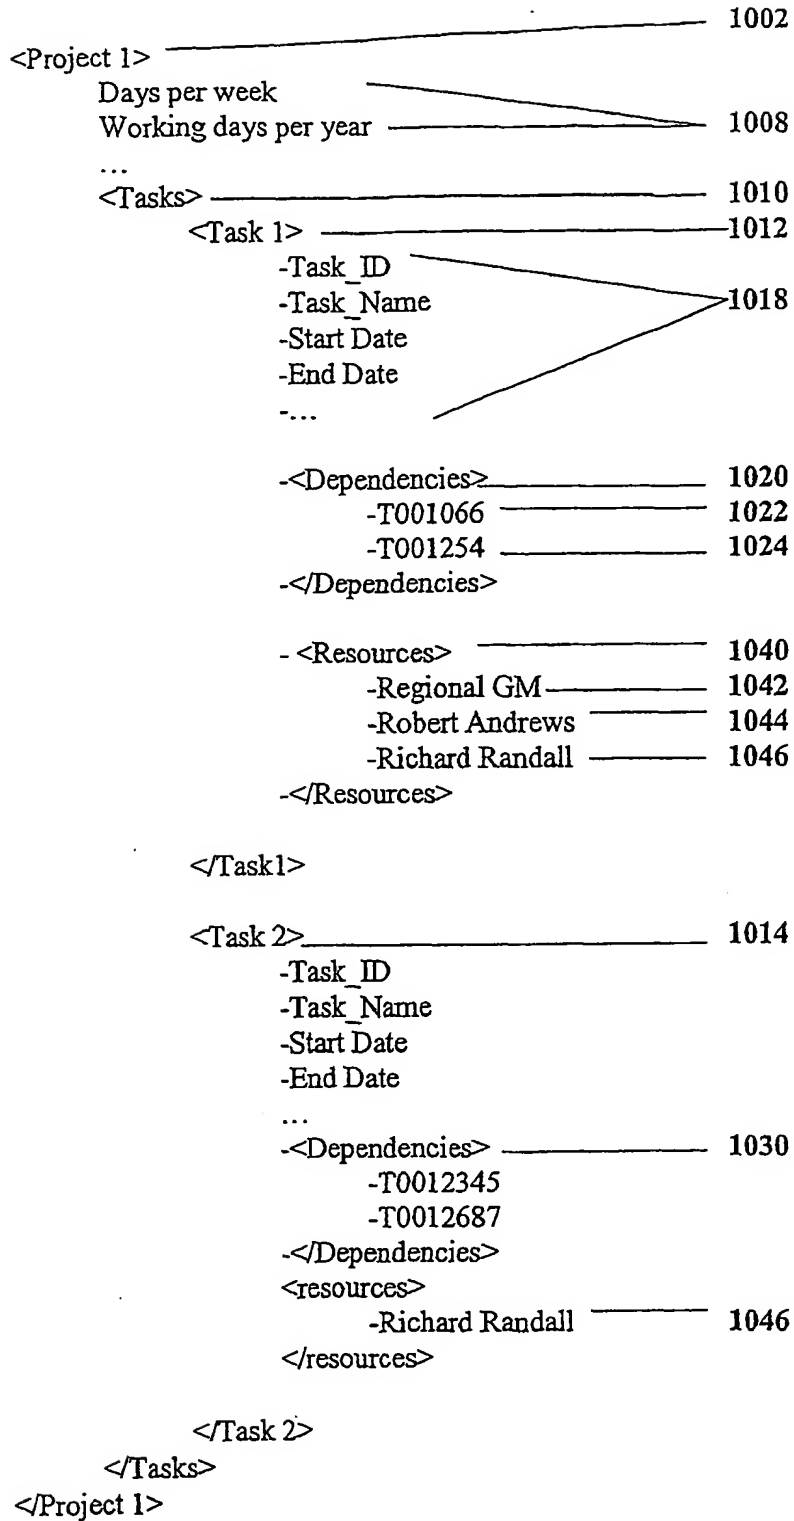 1002
<Project 1>
Days per week
Working days per year 1008
...
<Tasks> 1010
<Task 1> 1012
-Task_ID
-Task_Name 1018
-Start Date
-End Date
-...
-<Dependencies> 1020
-T001066 1022
-T001254 1024
-</Dependencies>
- <Resources> 1040
-Regional GM 1042
-Robert Andrews 1044
-Richard Randall 1046
-</Resources>
</Task1>
<Task 2> 1014
-Task_ID
-Task_Name
-Start Date
-End Date
...
-<Dependencies> 1030
-T0012345
-T0012687
-</Dependencies>
<resources>
-Richard Randall 1046
</resources>
</Task 2>
</Tasks>
</Project 1>